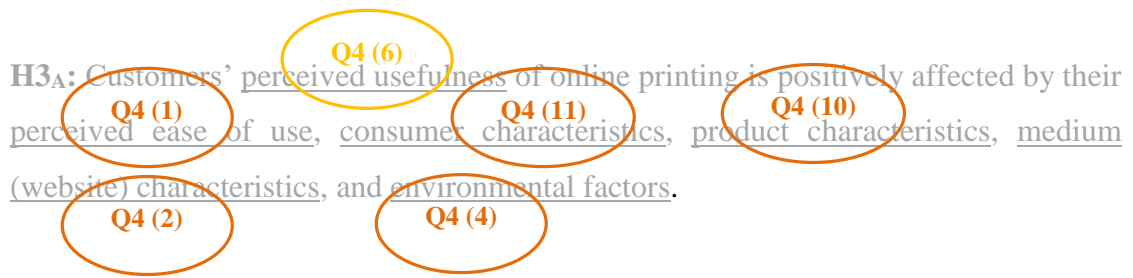 Q4 (6)
H3A: Customers’ perceived usefulness of online printing is positively affected by their
Q4 (1) Q4 (11) Q4 (10)
perceived ease of use, consumer characteristics, product characteristics, medium
(website) characteristics, and environmental factors.
Q4 (2) Q4 (4)